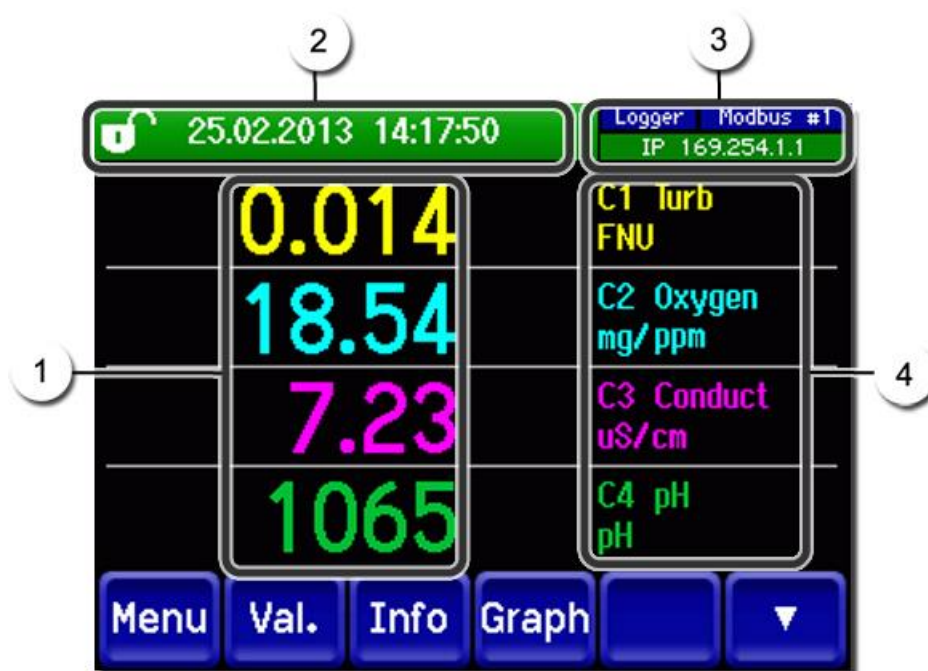 2
3
25.02.2013 14:17:50
Logger Modbus #1
IP 169.254.1.1
0.014
C1 Turb
FNU
18.54
C2 Oxygen
mg/ppm
1
4
7.23
C3 Conduct
uS/cm
1065
C4 pH
pH
Menu Val. Info Graph ▼